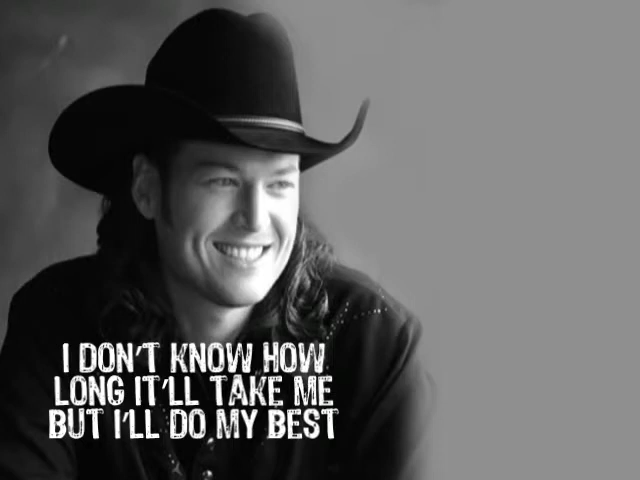 I DON'T KNOW HOW
LONG IT'LL TAKE ME
BUT I'LL DO MY BEST